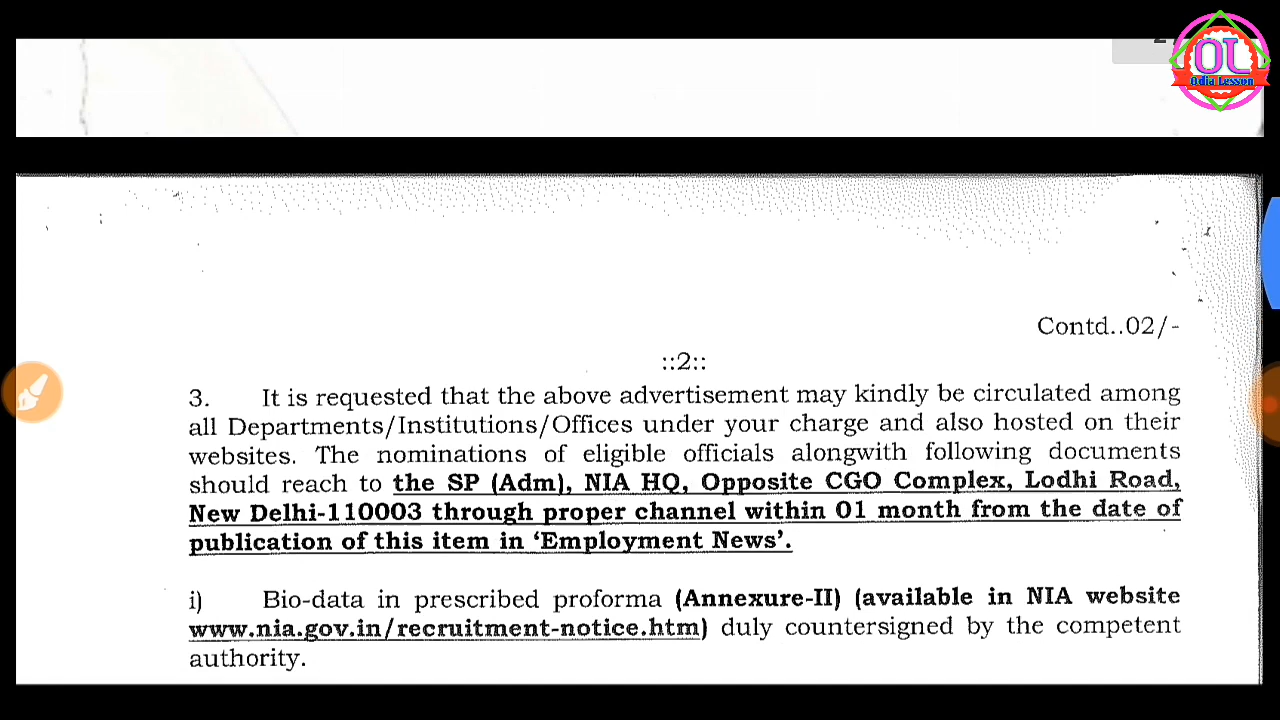 OL
Odia Lesson
Contd..02/-
::2::
3. It is requested that the above advertisement may kindly be circulated among
all Departments/Institutions/Offices under your charge and also hosted on their
websites. The nominations of eligible officials alongwith following documents
should reach to the SP (Adm), NIA HQ, Opposite CGO Complex, Lodhi Road,
New Delhi-110003 through proper channel within 01 month from the date of
publication of this item in ‘Employment News’.
i) Bio-data in prescribed proforma (Annexure-II) (available in NIA website
www.nia.gov.in/recruitment-notice.htm) duly countersigned by the competent
authority.